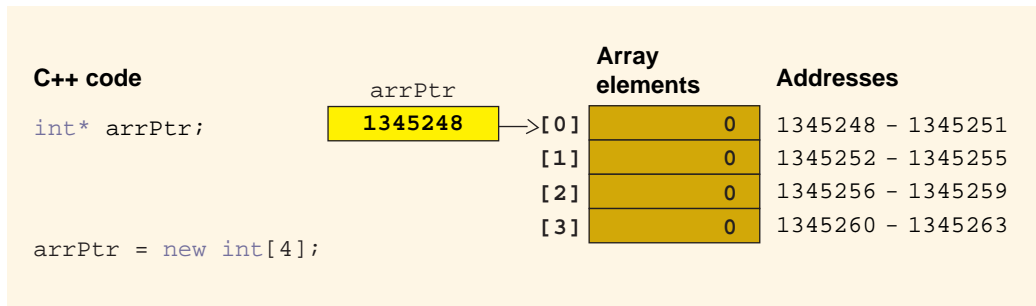 C++ code
int* arrPtr;
arrPtr = new int[4];
arrPtr
1345248
Array
elements
Addresses
[0] 0 1345248 – 1345251
[1] 0 1345252 – 1345255
[2] 0 1345256 – 1345259
[3] 0 1345260 – 1345263